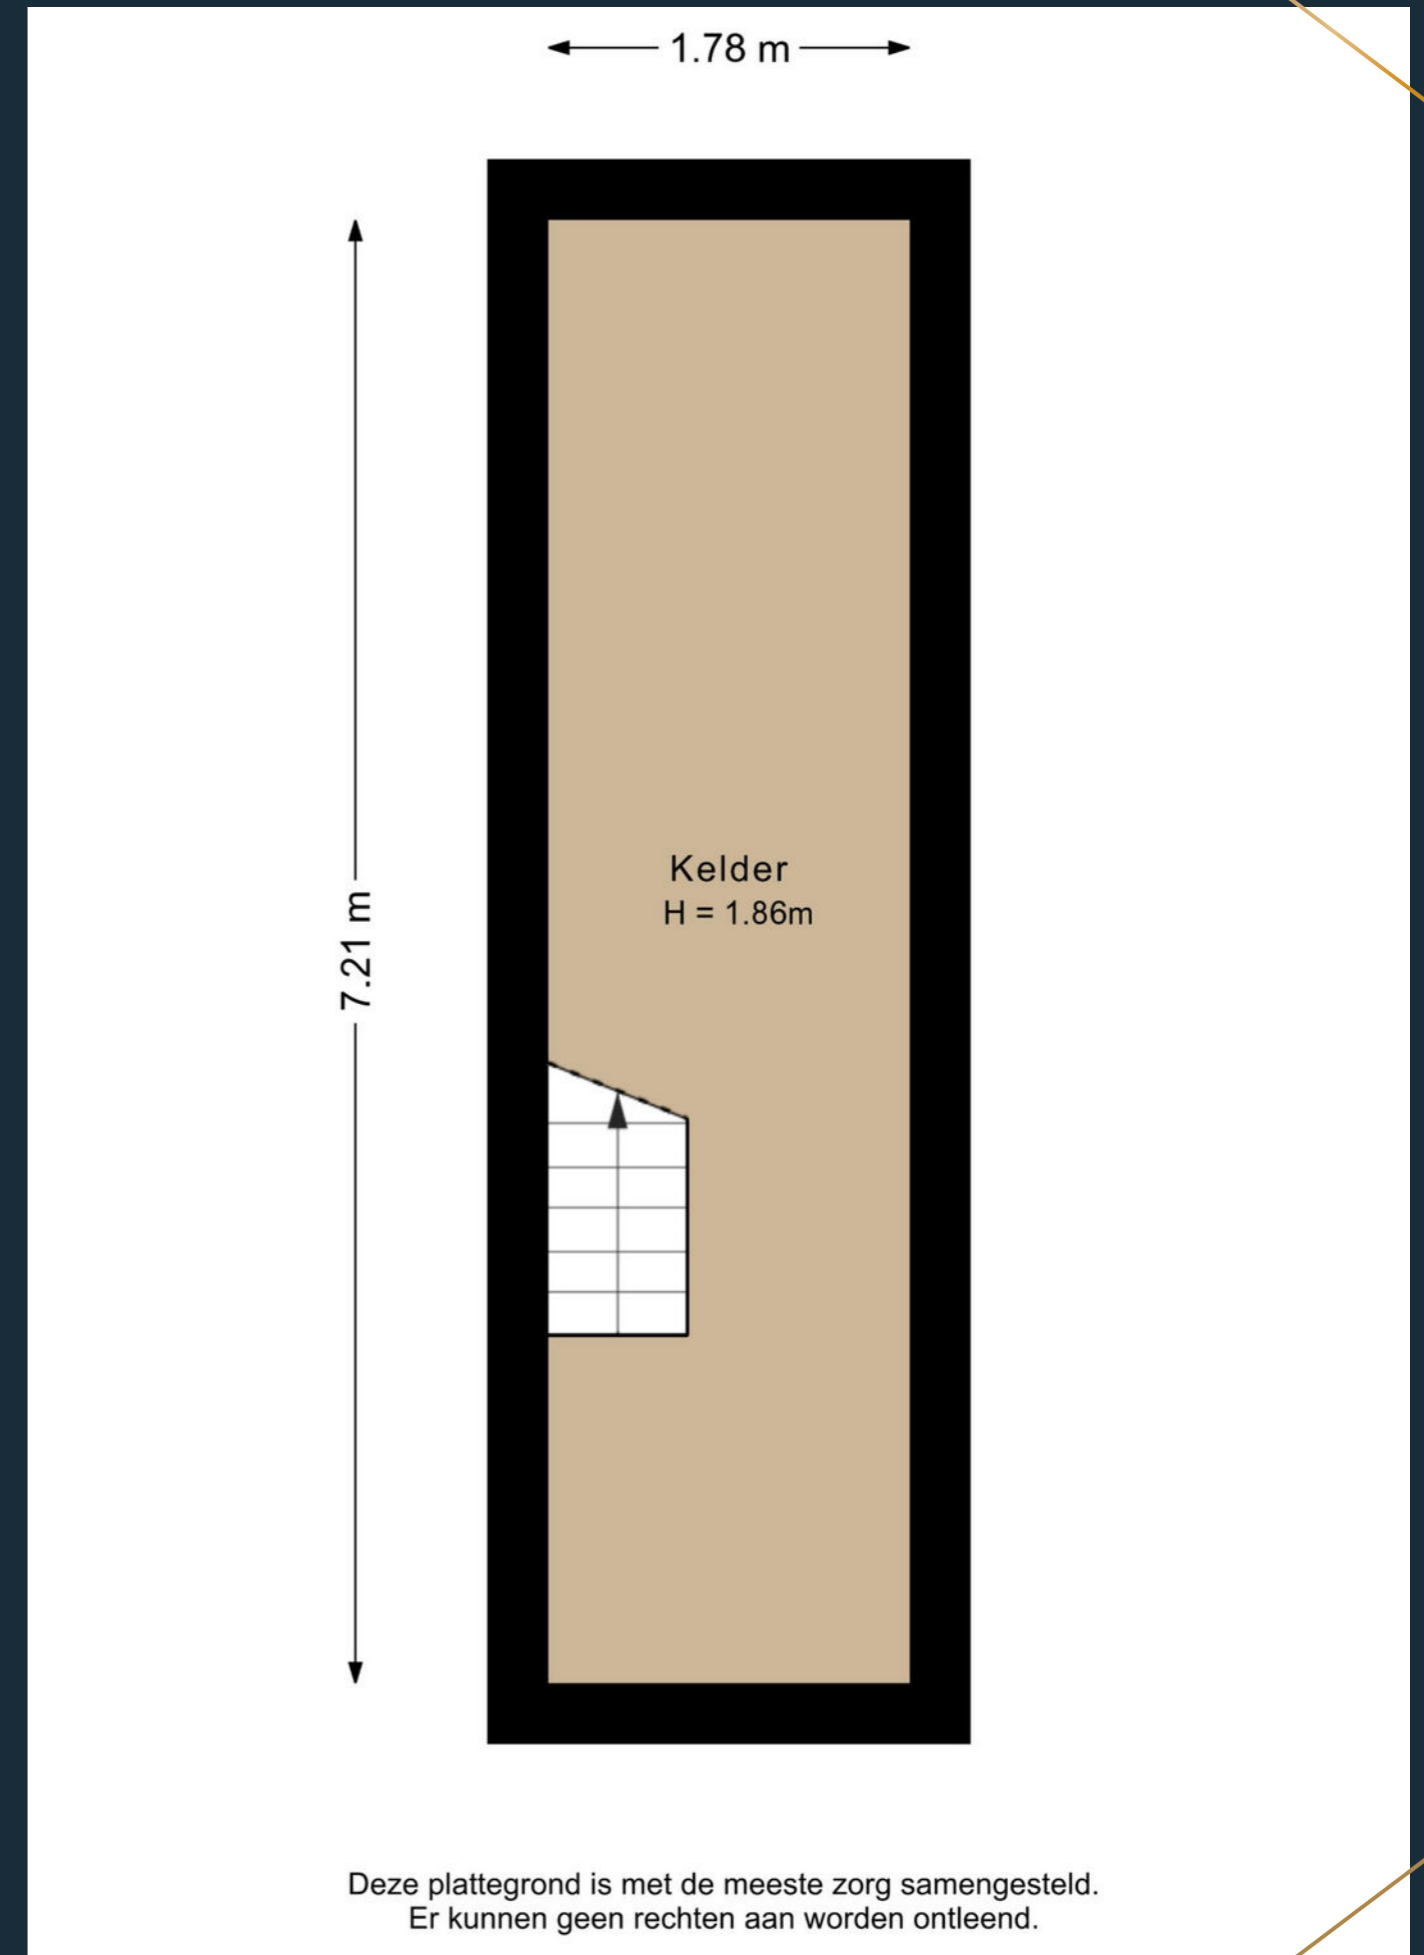 1.78 m
7.21 m
Kelder
H = 1.86m
Deze plattegrond is met de meeste zorg samengesteld.
Er kunnen geen rechten aan worden ontleend.